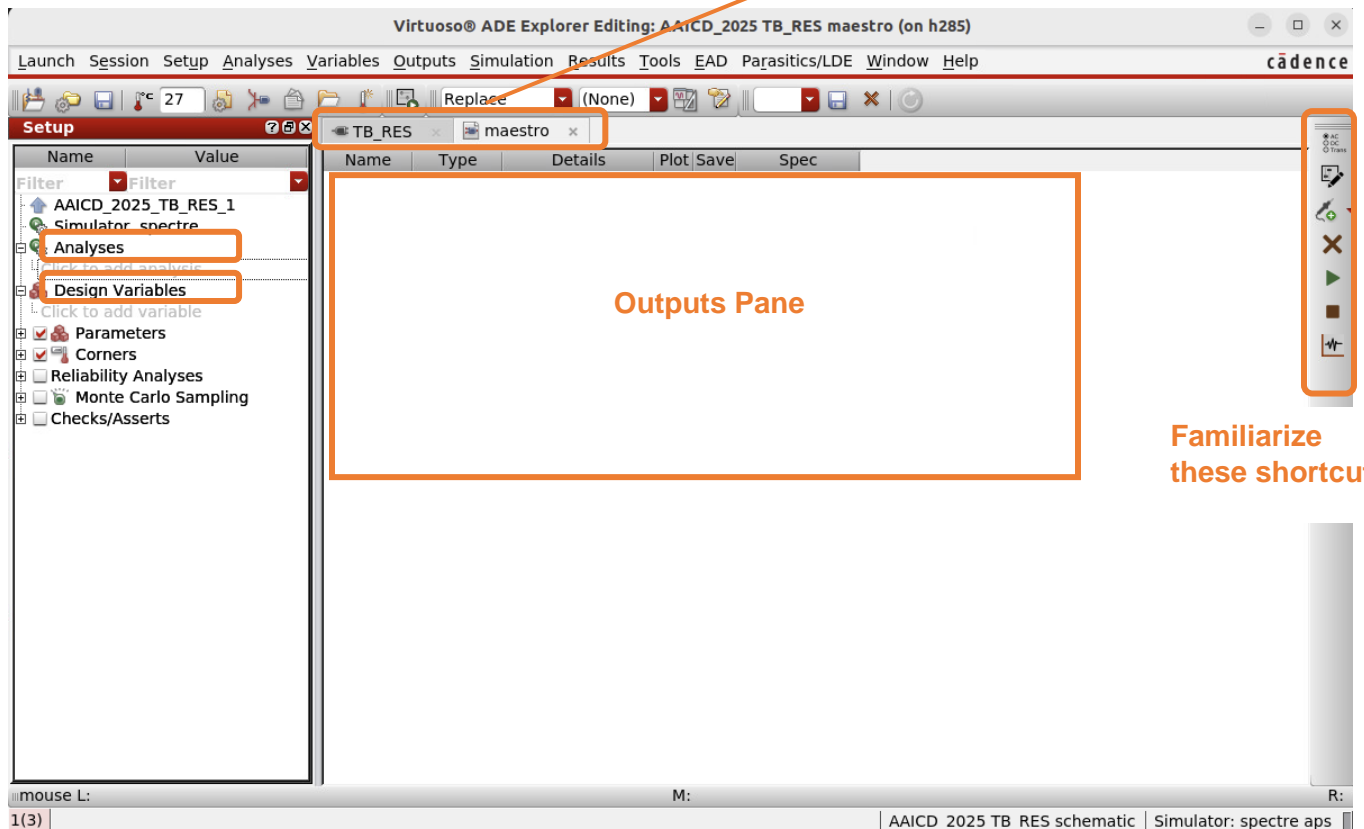 Virtuoso® ADE Explorer Editing: AAICD_2025 TB_RES maestro (on h285)
Launch Session Setup Analyses Variables Outputs Simulation Results Tools EAD Parasitics/LDE Window Help cādence
°C 27 Replace (None)
Setup TB_RES maestro
AC
DC
Trans
Name Value Name Type Details Plot Save Spec
Filter Filter
AAICD_2025_TB_RES_1
Simulator spectre
Analyses
Click to add analysis
Design Variables
Click to add variable
Parameters
Corners
Reliability Analyses
Monte Carlo Sampling
Checks/Asserts
Outputs Pane
Familiarize
these shortcu
mouse L: M: R:
1(3) AAICD_2025 TB_RES schematic Simulator: spectre aps